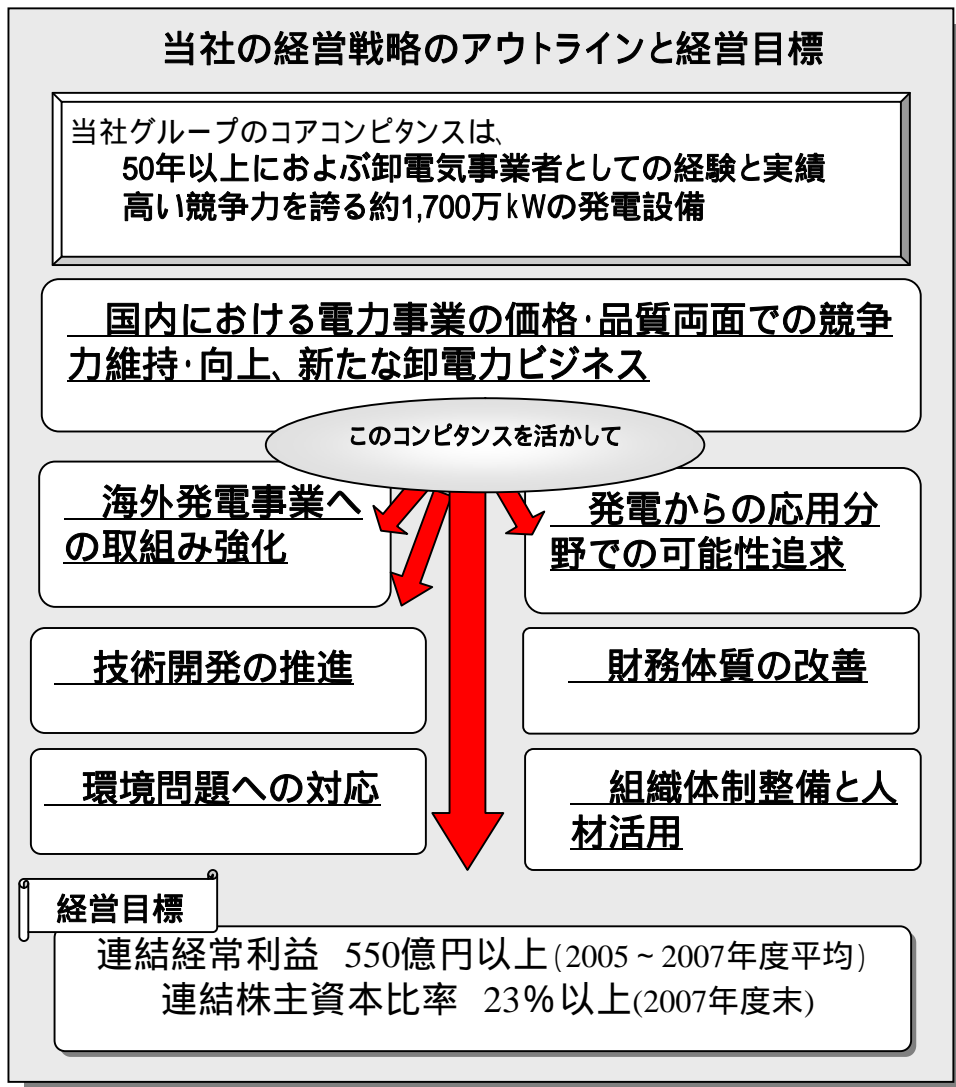 当社の経営戦略のアウトラインと経営目標
当社グループのコアコンピタンスは、
50年以上におよぶ卸電気事業者としての経験と実績
高い競争力を誇る約1,700万kWの発電設備
国内における電力事業の価格・品質両面での競争
力維持・向上、新たな卸電力ビジネス
このコンピタンスを活かして
海外発電事業へ
の取組み強化
発電からの応用分
野での可能性追求
技術開発の推進
財務体質の改善
環境問題への対応
組織体制整備と人
材活用
経営目標
連結経常利益 550億円以上(2005~2007年度平均)
連結株主資本比率 23%以上(2007年度末)